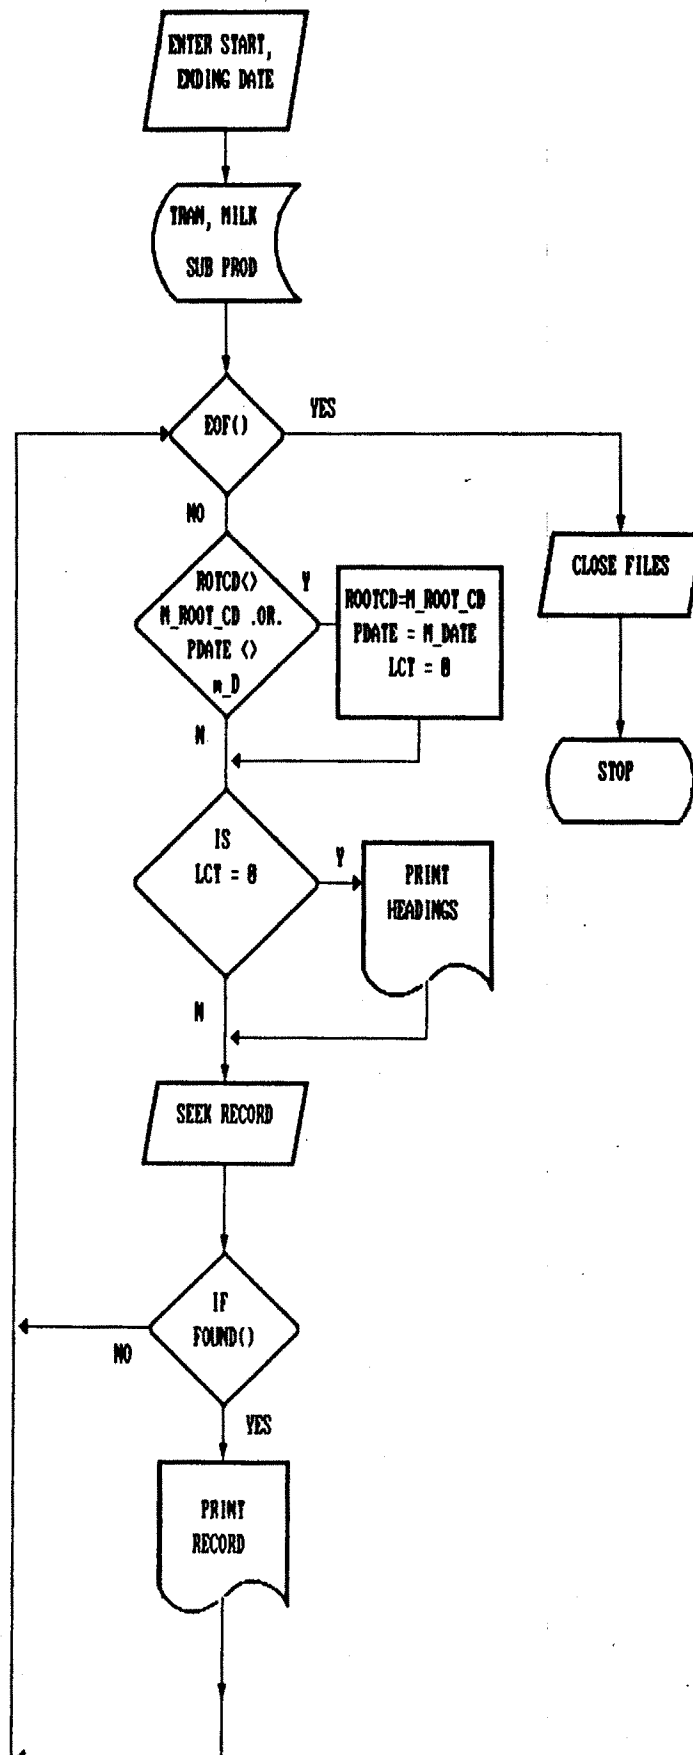 ENTER START,
ENDING DATE
TRAN, MILK
SUB PROD
EOF()
YES
NO
ROTCD<>
M_ROOT_CD .OR.
PDATE <>
m_D
Y
ROOTCD=M_ROOT_CD
PDATE = M_DATE
LCT = 0
CLOSE FILES
N
STOP
IS
LCT = 0
Y
PRINT
HEADINGS
N
SEEK RECORD
IF
FOUND()
NO
YES
PRINT
RECORD